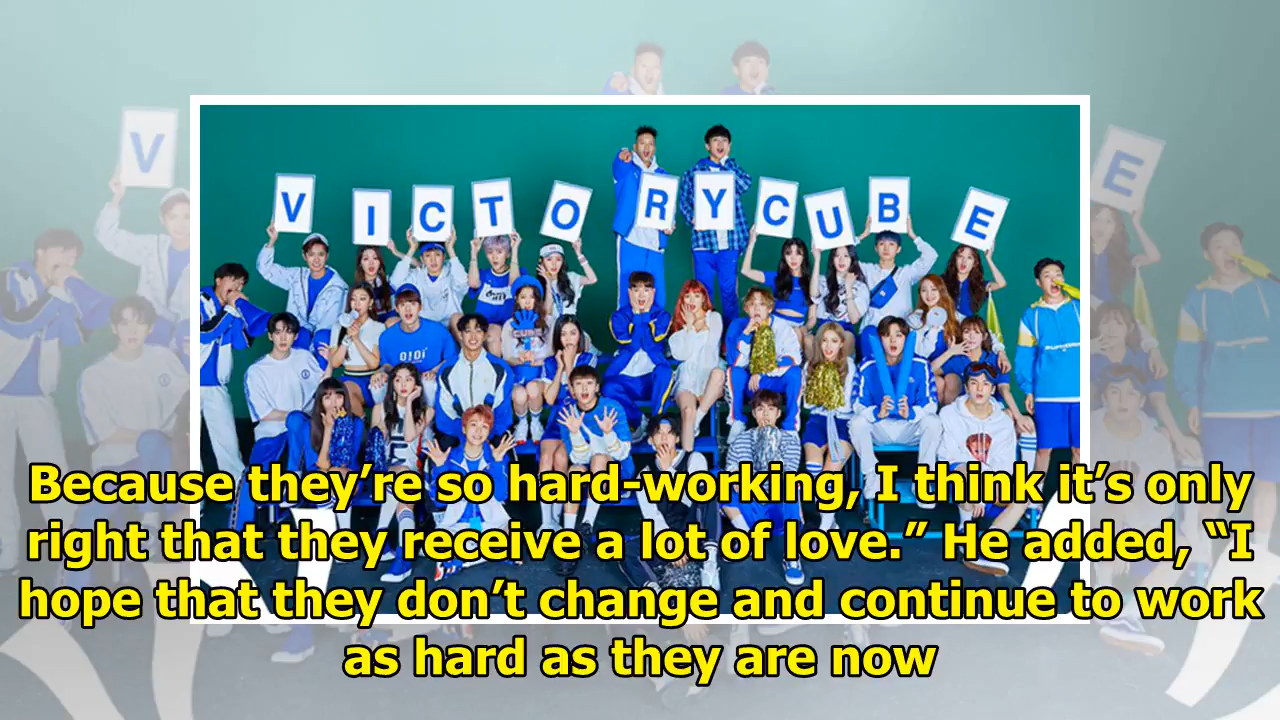 VICTORYCUBE
V
E
Because they’re so hard-working, I think it’s only
right that they receive a lot of love.” He added, “I
hope that they don’t change and continue to work
as hard as they are now